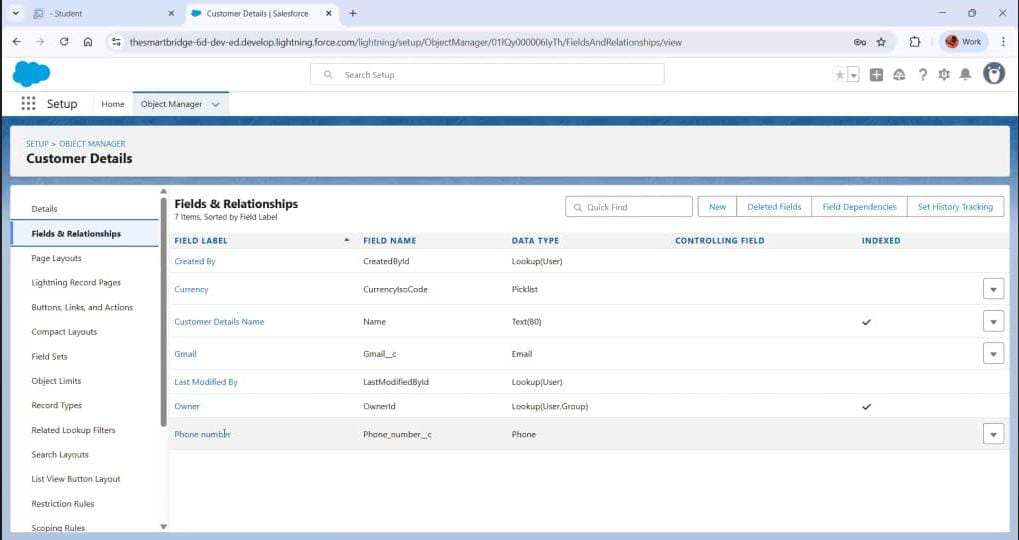 - Student
Customer Details | Salesforce
thesmartbridge-6d-dev-ed.develop.lightning.force.com/lightning/setup/ObjectManager/01IQy000006IyTh/FieldsAndRelationships/view
Work
Search Setup
Setup Home Object Manager
SETUP > OBJECT MANAGER
Customer Details
Details
Fields & Relationships
Page Layouts
Lightning Record Pages
Buttons, Links, and Actions
Compact Layouts
Field Sets
Object Limits
Record Types
Related Lookup Filters
Search Layouts
List View Button Layout
Restriction Rules
Scoping Rules
Fields & Relationships
7 Items, Sorted by Field Label
Quick Find New Deleted Fields Field Dependencies Set History Tracking
FIELD LABEL FIELD NAME DATA TYPE CONTROLLING FIELD INDEXED
Created By CreatedById Lookup(User)
Currency CurrencyIsoCode Picklist
Customer Details Name Name Text(80)
Gmail Gmail__c Email
Last Modified By LastModifiedById Lookup(User)
Owner OwnerId Lookup(User,Group)
Phone number Phone_number__c Phone